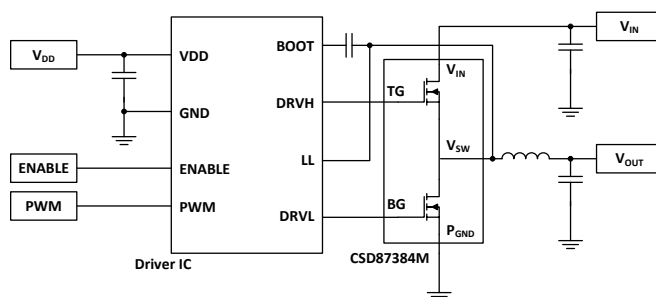 VDD
VDD
GND
ENABLE
ENABLE
PWM
PWM
Driver IC
BOOT
DRVH
LL
DRVL
TG
BG
VIN
VSW
PGND
CSD87384M
VIN
VOUT